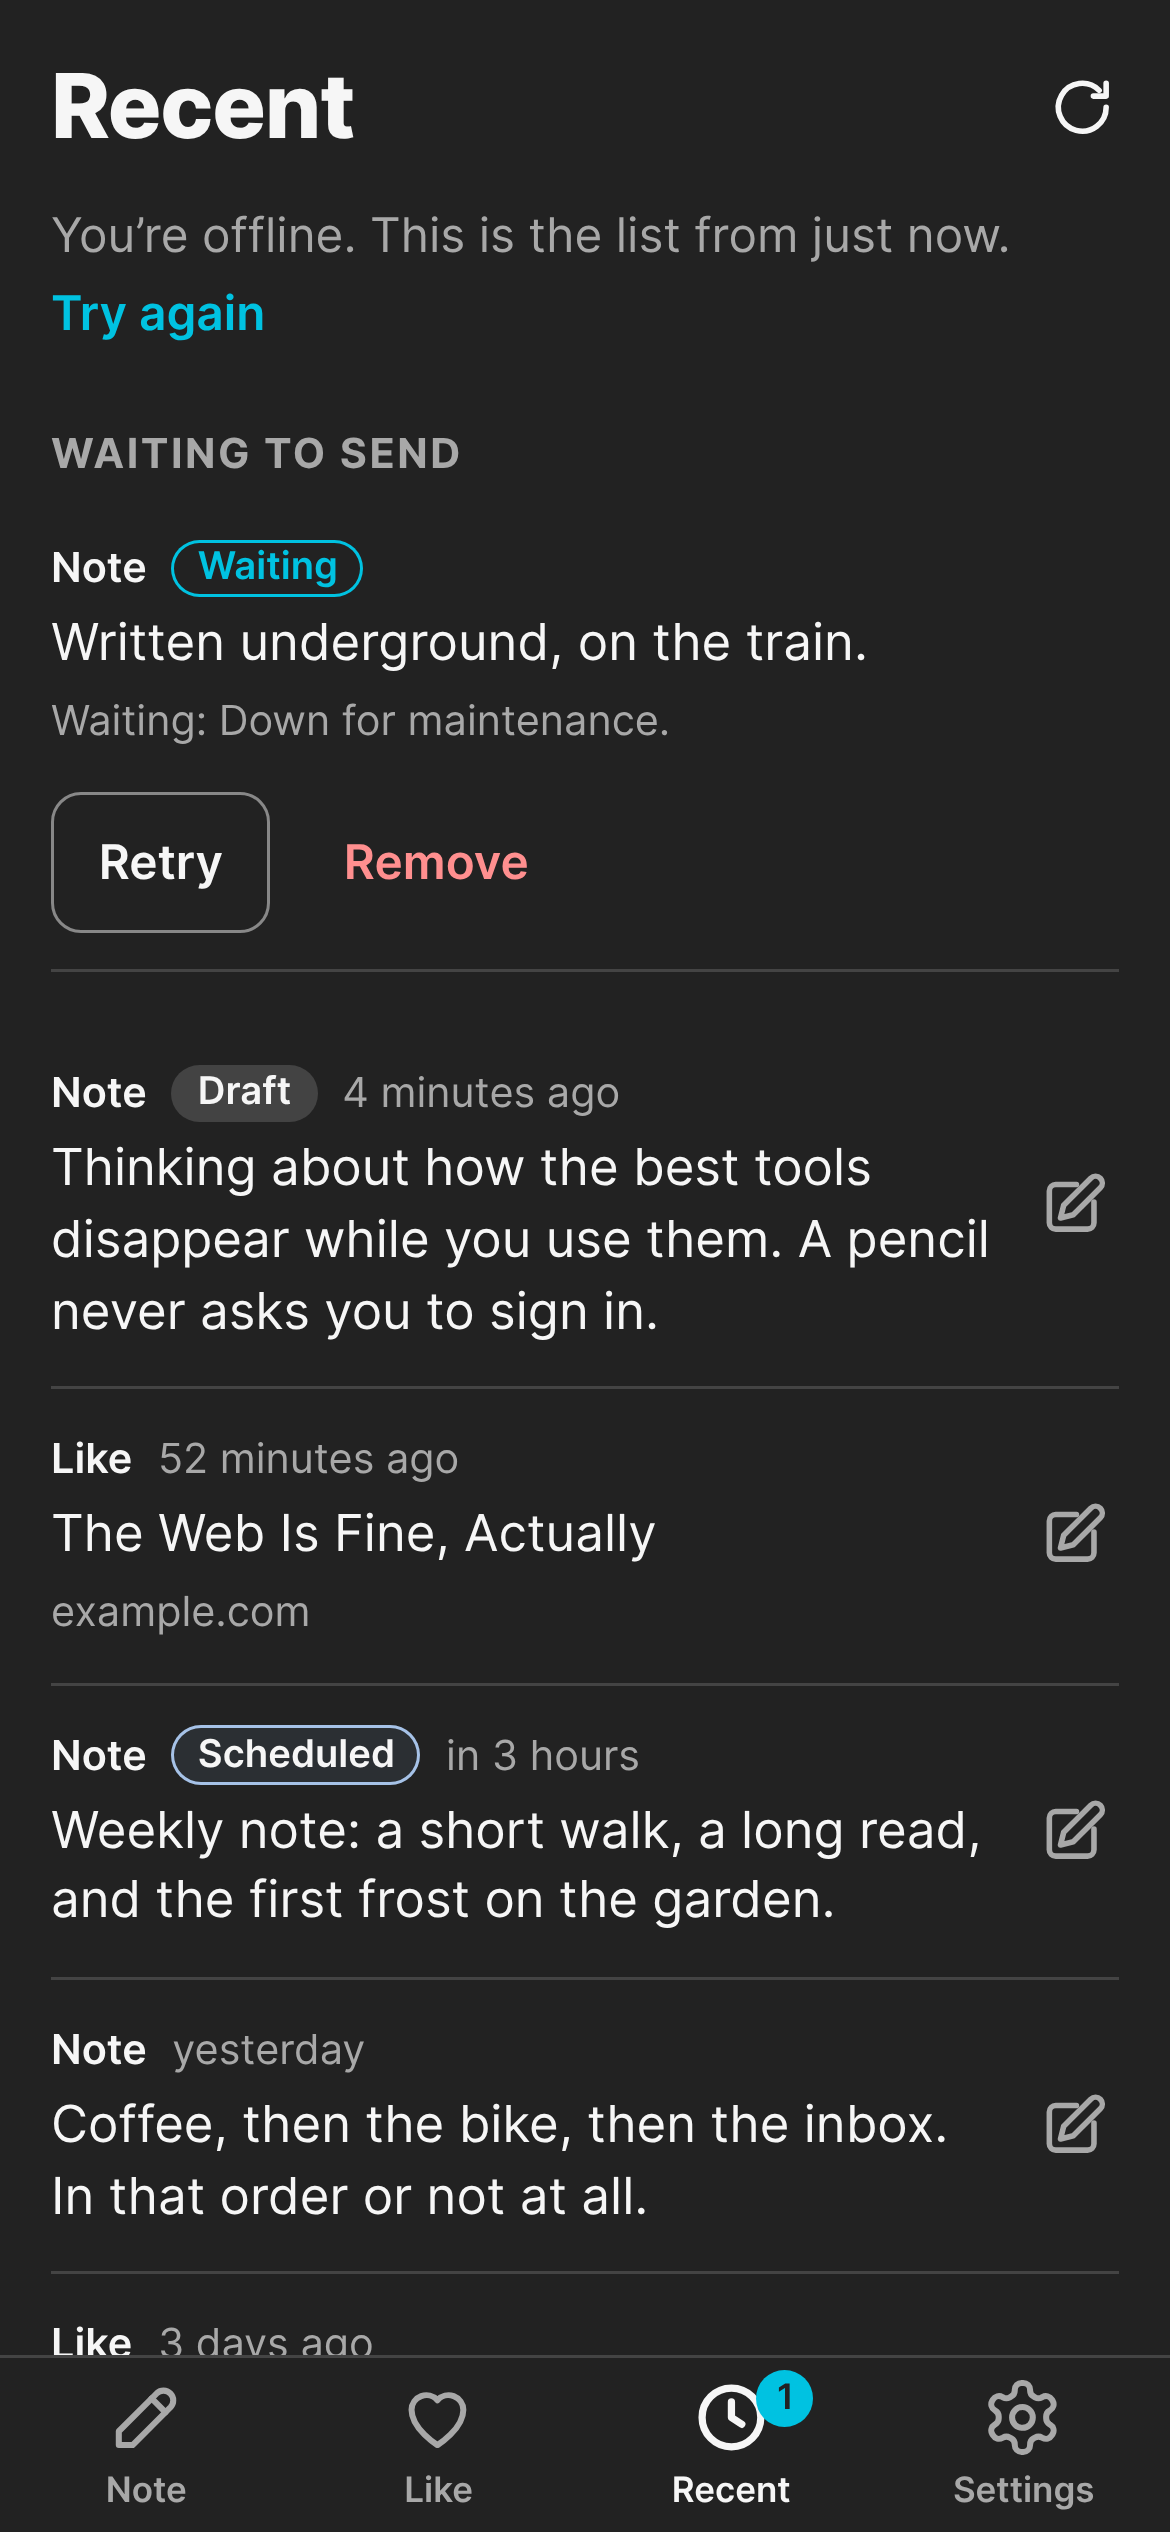 Recent
You’re offline. This is the list from just now.
Try again
WAITING TO SEND
Note Waiting
Written underground, on the train.
Waiting: Down for maintenance.
Retry Remove
Note Draft 4 minutes ago
Thinking about how the best tools
disappear while you use them. A pencil
never asks you to sign in.
Like 52 minutes ago
The Web Is Fine, Actually
example.com
Note Scheduled in 3 hours
Weekly note: a short walk, a long read,
and the first frost on the garden.
Note yesterday
Coffee, then the bike, then the inbox.
In that order or not at all.
Like 3 days ago
1
Note Like Recent Settings